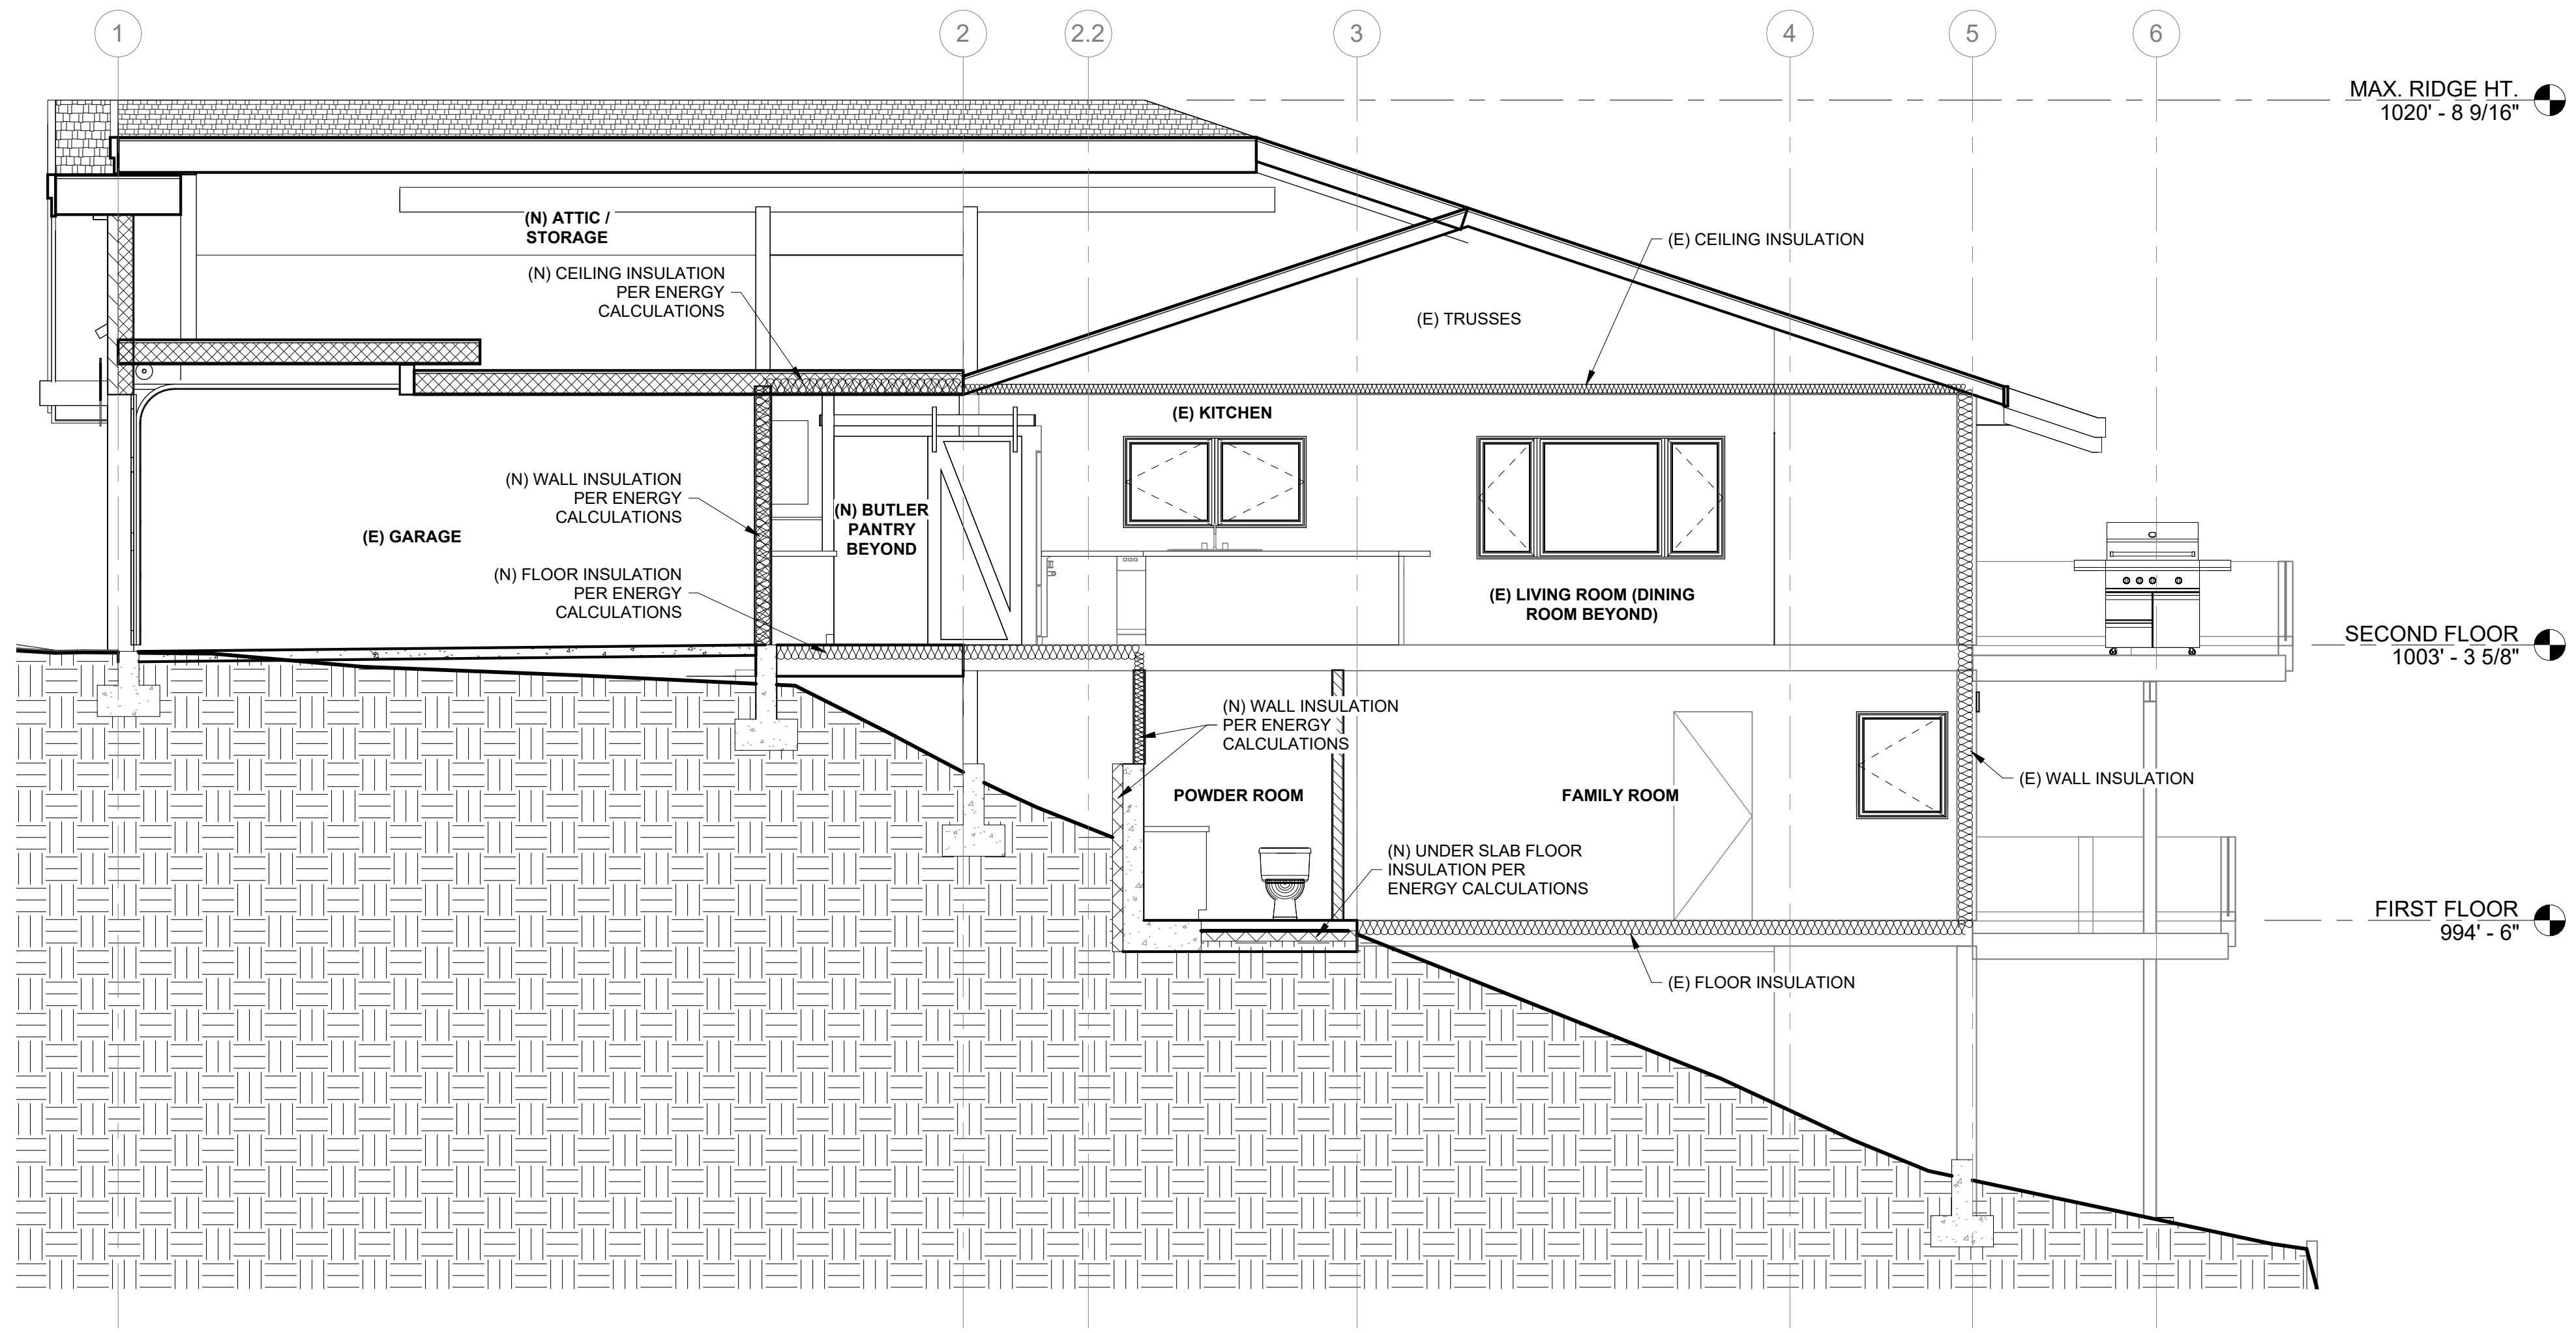 1
2
2.2
3
4
5
6
MAX. RIDGE HT.
1020' - 8 9/16"
(N) ATTIC /
STORAGE
(N) CEILING INSULATION
PER ENERGY
CALCULATIONS
(E) CEILING INSULATION
(E) TRUSSES
(E) KITCHEN
(N) WALL INSULATION
PER ENERGY
CALCULATIONS
(E) GARAGE
(N) BUTLER
PANTRY
BEYOND
(N) FLOOR INSULATION
PER ENERGY
CALCULATIONS
(E) LIVING ROOM (DINING
ROOM BEYOND)
SECOND FLOOR
1003' - 3 5/8"
(N) WALL INSULATION
PER ENERGY
CALCULATIONS
POWDER ROOM
FAMILY ROOM
(E) WALL INSULATION
(N) UNDER SLAB FLOOR
INSULATION PER
ENERGY CALCULATIONS
FIRST FLOOR
994' - 6"
(E) FLOOR INSULATION